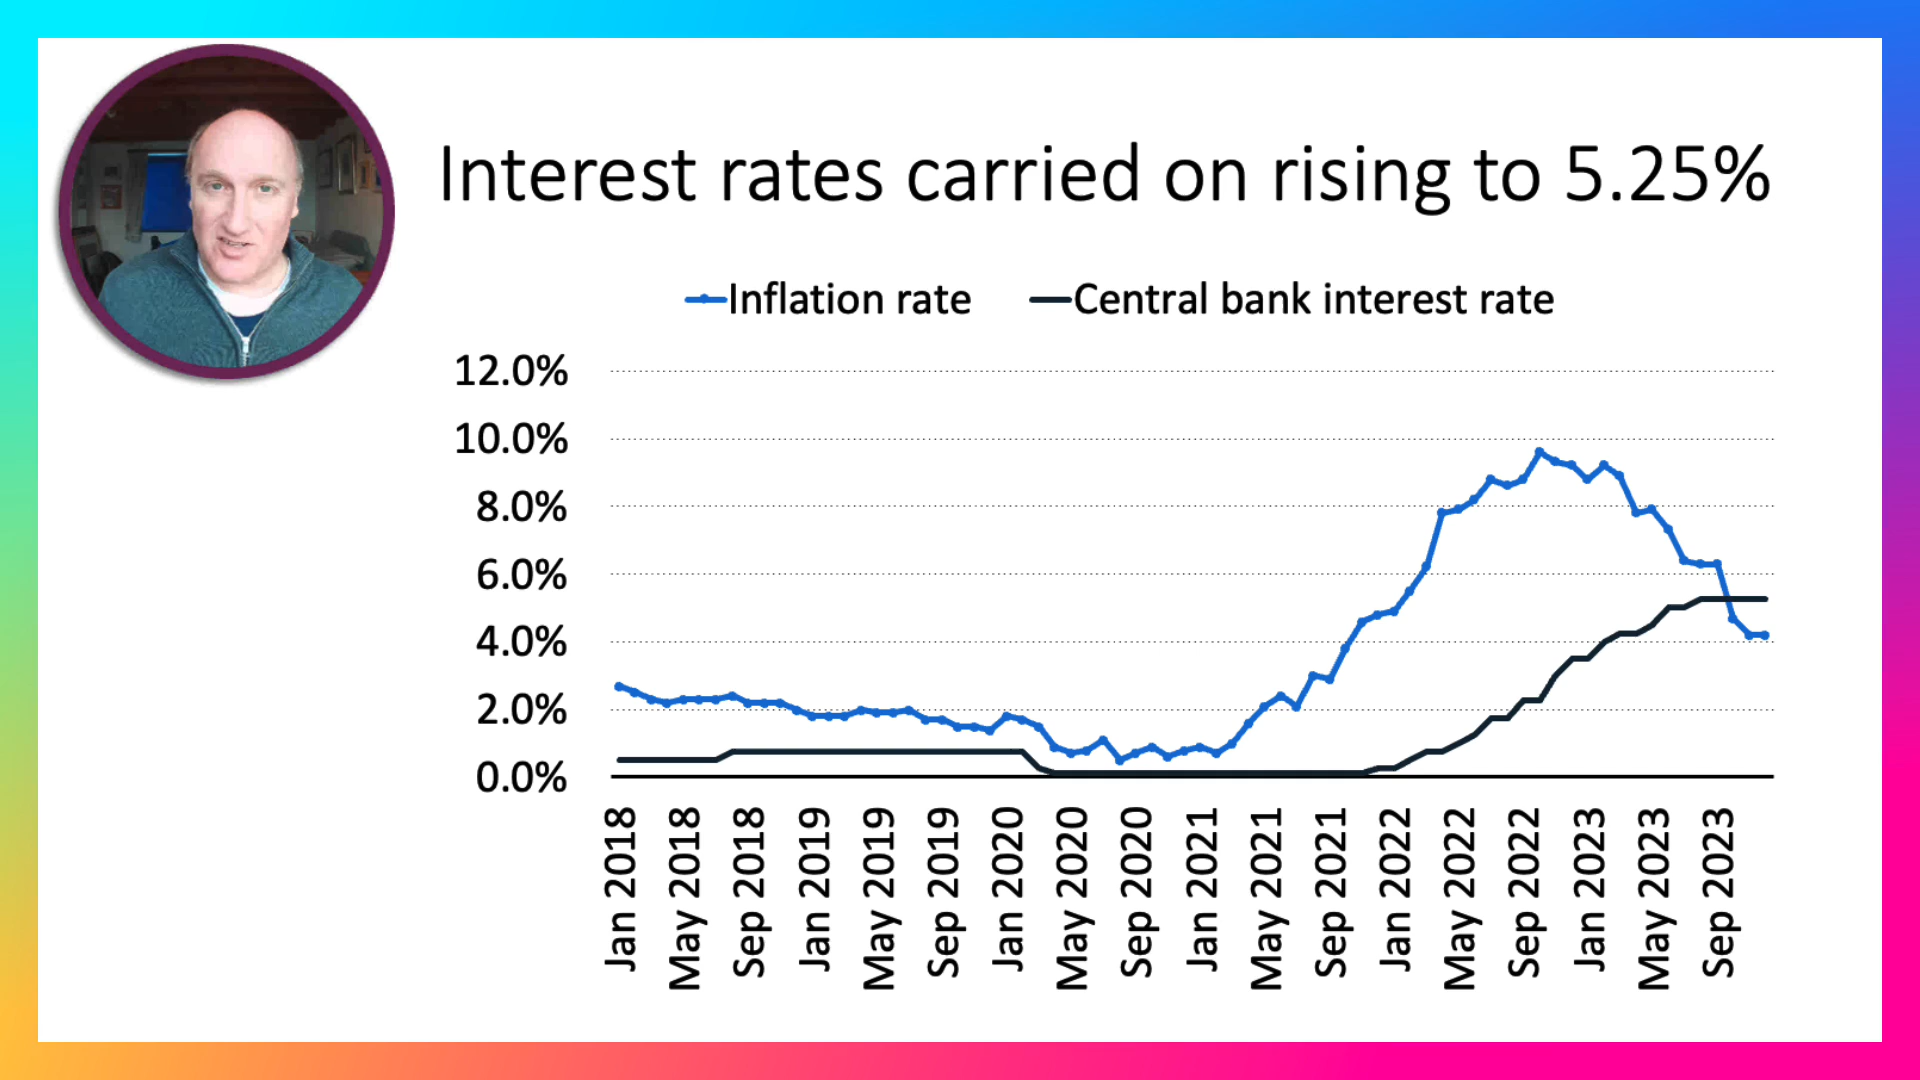 Interest rates carried on rising to 5.25%
Inflation rate Central bank interest rate
12.0%
10.0%
8.0%
6.0%
4.0%
2.0%
0.0%
Jan 2018
May 2018
Sep 2018
Jan 2019
May 2019
Sep 2019
Jan 2020
May 2020
Sep 2020
Jan 2021
May 2021
Sep 2021
Jan 2022
May 2022
Sep 2022
Jan 2023
May 2023
Sep 2023